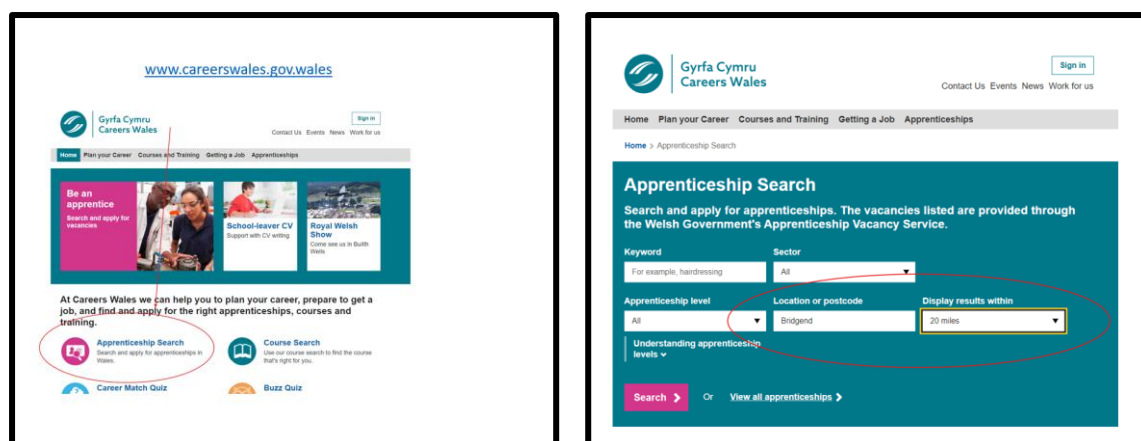 www.careerswales.gov.wales
Gyrfa Cymru
Careers Wales
Sign in
Contact Us Events News Work for us
Home Plan your Career Courses and Training Getting a Job Apprenticeships
Be an
apprentice
Search and apply for
vacancies
School-leaver CV
Support with CV writing
Royal Welsh
Show
Come see us in Builth
Wells
At Careers Wales we can help you to plan your career, prepare to get a
job, and find and apply for the right apprenticeships, courses and
training.
Apprenticeship Search
Search and apply for apprenticeships in
Wales.
Course Search
Use our course search to find the course
that's right for you.
Career Match Quiz
Buzz Quiz
Gyrfa Cymru
Careers Wales
Sign in
Contact Us Events News Work for us
Home Plan your Career Courses and Training Getting a Job Apprenticeships
Home > Apprenticeship Search
Apprenticeship Search
Search and apply for apprenticeships. The vacancies listed are provided through
the Welsh Government's Apprenticeship Vacancy Service.
Keyword
Sector
For example, hairdressing
All
Apprenticeship level
Location or postcode
Display results within
All
Bridgend
20 miles
Understanding apprenticeship
levels
Search
Or
View all apprenticeships